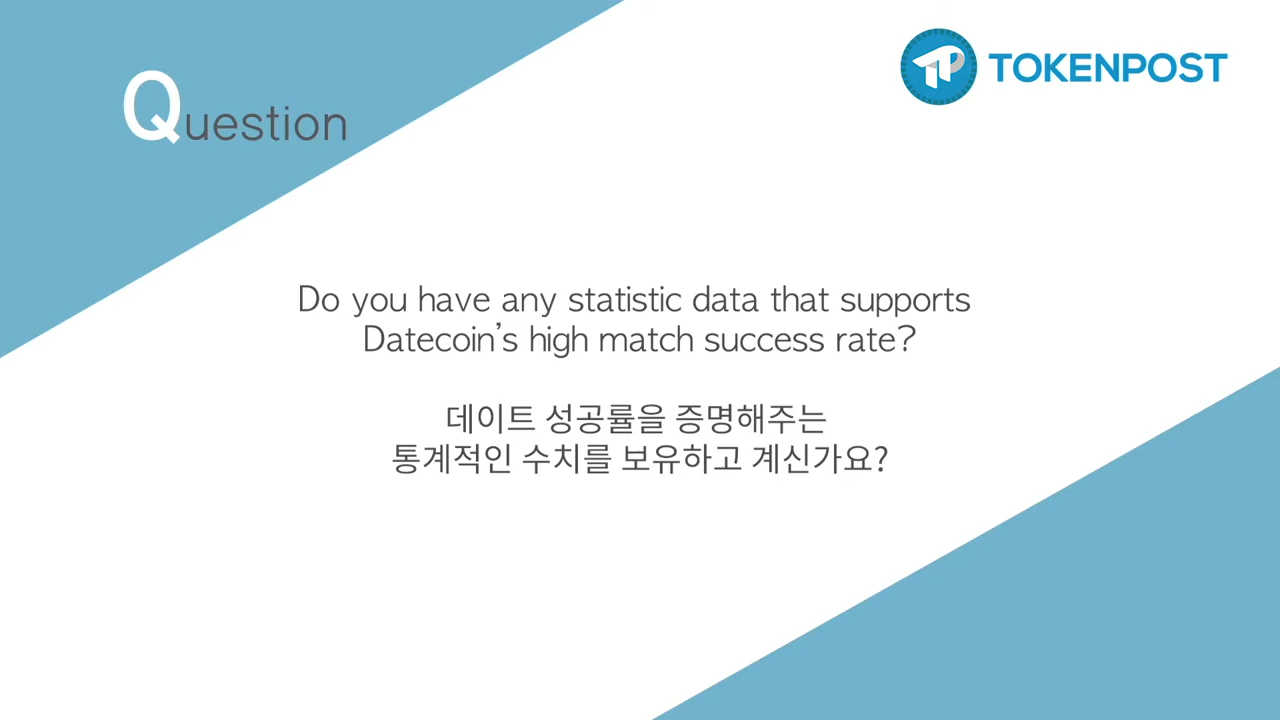 Question
TOKENPOST
Do you have any statistic data that supports
Datecoin’s high match success rate?
데이트 성공률을 증명해주는
통계적인 수치를 보유하고 계신가요?